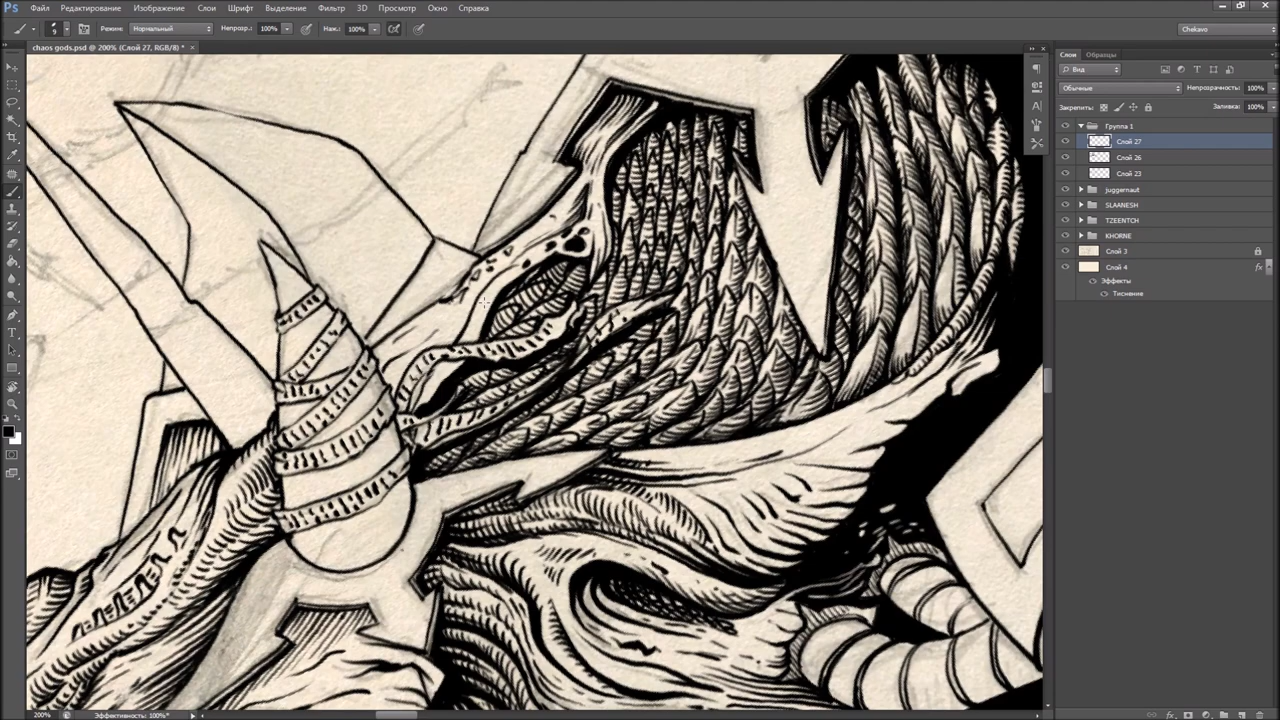 Ps Файл Редактирование Изображение Слои Шрифт Выделение Фильтр 3D Просмотр Окно Справка
9 Режим: Нормальный Непрозр.: 100% Наж.: 100% Chekavo
chaos gods.psd @ 200% (Слой 27, RGB/8) *
Слои Образцы
Вид
Обычные Непрозрачность: 100%
Закрепить: Заливка: 100%
Группа 1
Слой 27
Слой 26
Слой 23
juggernaut
SLAANESH
TZEENTCH
KHORNE
Слой 3
Слой 4 fx
Эффекты
Тиснение
200% Эффективность: 100%*